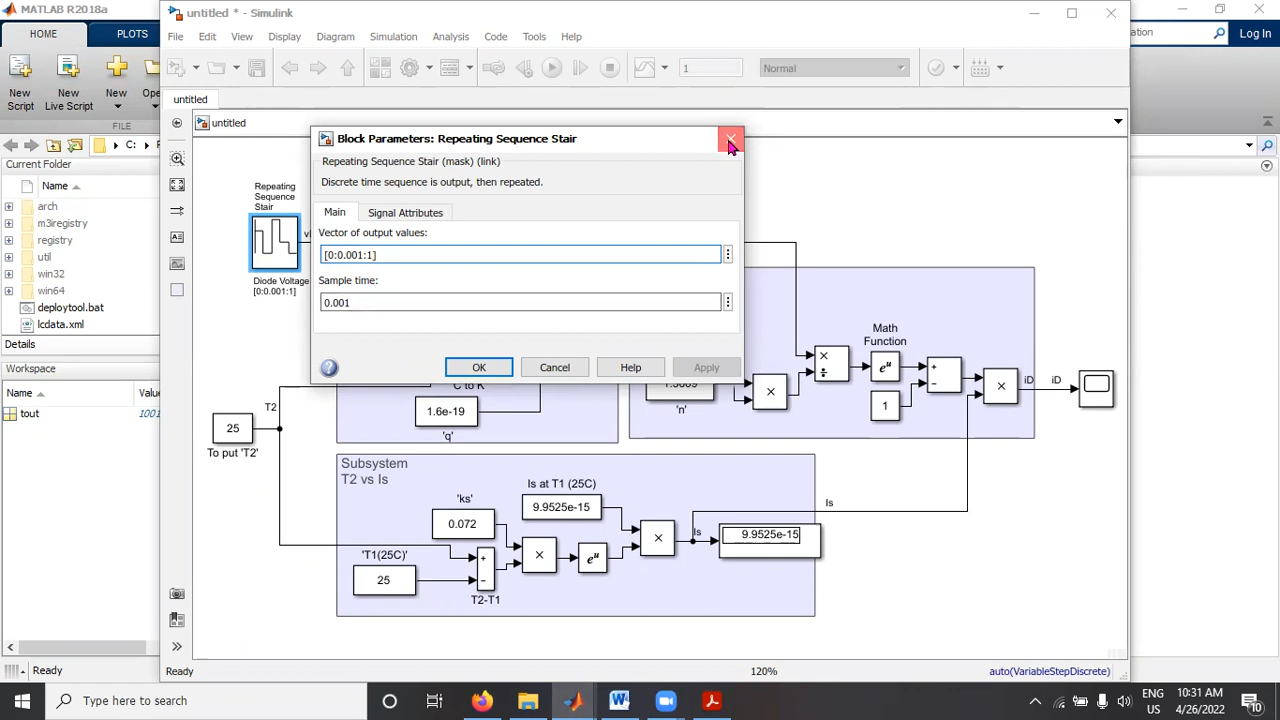 MATLAB R2018a
HOME
PLOTS
New
Script
New
Live Script
New
FILE
C:
Current Folder
Name
arch
m3iregistry
registry
util
win32
win64
deploytool.bat
lcdata.xml
Details
Workspace
Name
tout
1001
Ready
Log In
untitled * - Simulink
File Edit View Display Diagram Simulation Analysis Code Tools Help
1
Normal
untitled
untitled
Block Parameters: Repeating Sequence Stair
Repeating Sequence Stair (mask) (link)
Discrete time sequence is output, then repeated.
Main
Signal Attributes
Vector of output values:
[0:0.001:1]
Sample time:
0.001
OK
Cancel
Help
Apply
Repeating
Sequence
Stair
Diode Voltage
[0:0.001:1]
T2
25
To put 'T2'
C to K
1.6e-19
'q'
'n'
×
×
÷
Math
Function
eᵘ
1
+
−
×
iD
iD
Subsystem
T2 vs Is
'ks'
0.072
'T1(25C)'
25
+
−
T2-T1
×
eᵘ
Is at T1 (25C)
9.9525e-15
×
Is
9.9525e-15
Is
Ready
120%
auto(VariableStepDiscrete)
Type here to search
ENG
US
10:31 AM
4/26/2022
10